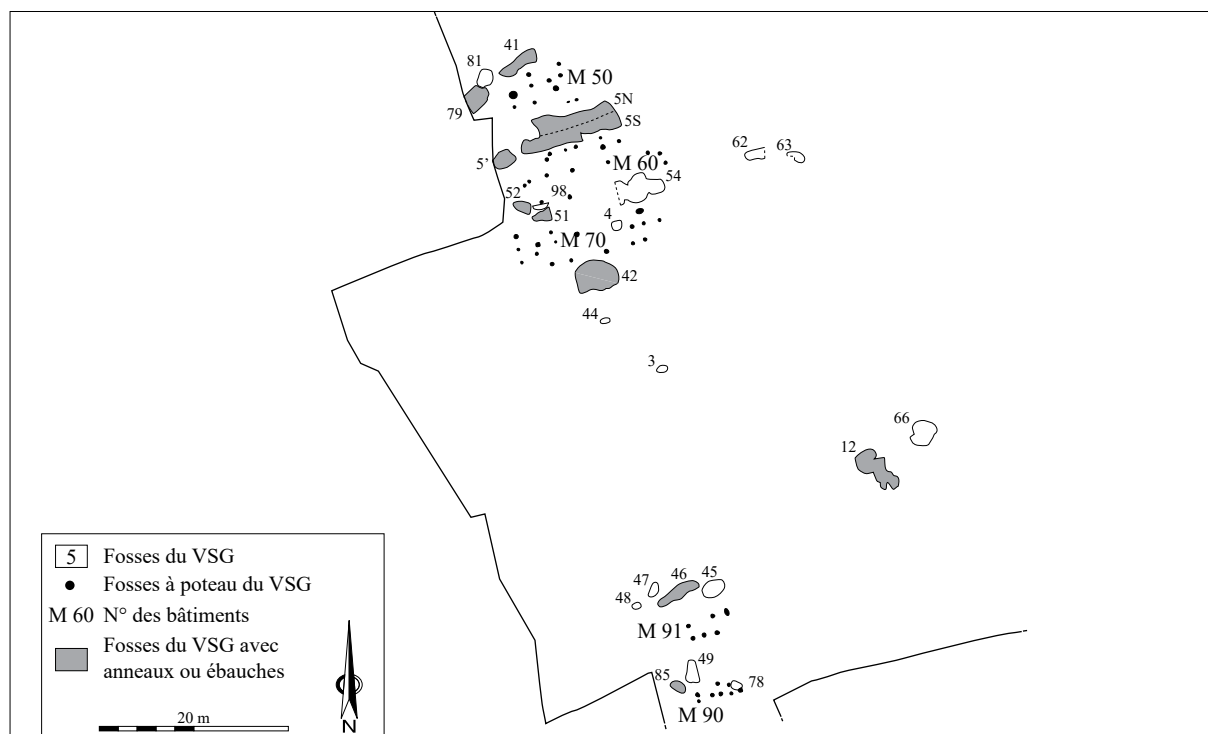 41
81
M 50
79
5N
5S
5'
62
63
M 60
54
52
98
51
4
M 70
42
44
3
66
12
47
46
45
48
M 91
49
85
78
M 90
5 Fosses du VSG
Fosses à poteau du VSG
M 60 N° des bâtiments
Fosses du VSG avec
anneaux ou ébauches
20 m
N